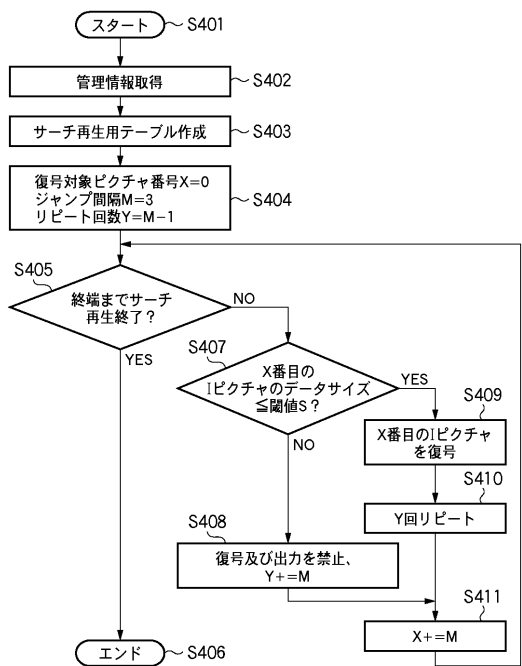 スタート
S401
管理情報取得
S402
サーチ再生用テーブル作成
S403
復号対象ピクチャ番号X=0
ジャンプ間隔M=3
リピート回数Y=M-1
S404
S405
終端までサーチ
再生終了?
NO
YES
S407
X番目の
Iピクチャのデータサイズ
≦閾値S?
YES
NO
S409
X番目のIピクチャ
を復号
S410
Y回リピート
S408
復号及び出力を禁止、
Y+=M
S411
X+=M
エンド
S406